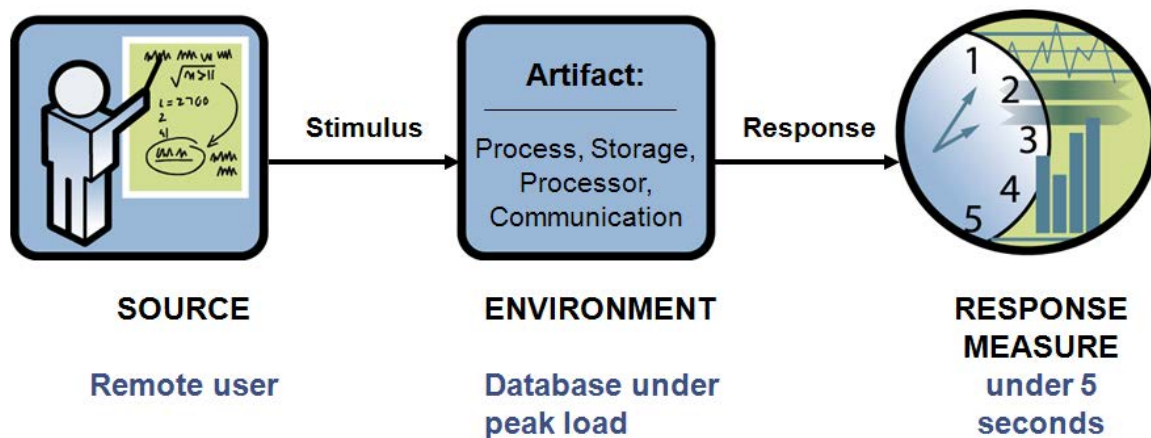 Artifact:
Process, Storage,
Processor,
Communication
Stimulus
Response
1
2
3
4
5
SOURCE
ENVIRONMENT
RESPONSE
MEASURE
Remote user
Database under
peak load
under 5
seconds